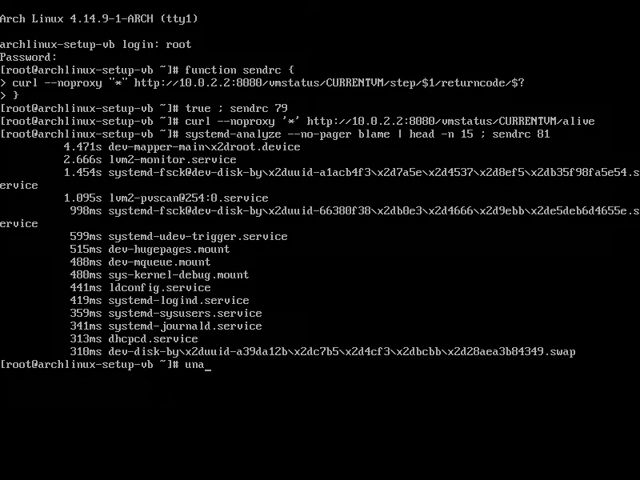 Arch Linux 4.14.9-1-ARCH (tty1)
archlinux-setup-vb login: root
Password:
[root@archlinux-setup-vb ~]# function sendrc {
> curl --noproxy "*" http://10.0.2.2:8080/vmstatus/CURRENTVM/step/$1/returncode/$?
> }
[root@archlinux-setup-vb ~]# true ; sendrc 79
[root@archlinux-setup-vb ~]# curl --noproxy '*' http://10.0.2.2:8080/vmstatus/CURRENTVM/alive
[root@archlinux-setup-vb ~]# systemd-analyze --no-pager blame | head -n 15 ; sendrc 81
4.471s dev-mapper-main\x2droot.device
2.666s lvm2-monitor.service
1.454s systemd-fsck@dev-disk-by\x2duuid-a1acb4f3\x2d7a5e\x2d4537\x2d8ef5\x2db35f98fa5e54.s
ervice
1.095s lvm2-pvscan@254:0.service
998ms systemd-fsck@dev-disk-by\x2duuid-66380f38\x2db0e3\x2d4666\x2d9ebb\x2de5deb6d4655e.s
ervice
599ms systemd-udev-trigger.service
515ms dev-hugepages.mount
488ms dev-mqueue.mount
480ms sys-kernel-debug.mount
441ms ldconfig.service
419ms systemd-logind.service
359ms systemd-sysusers.service
341ms systemd-journald.service
313ms dhcpcd.service
310ms dev-disk-by\x2duuid-a39da12b\x2dc7b5\x2d4cf3\x2dbcbb\x2d28aea3b84349.swap
[root@archlinux-setup-vb ~]# una_